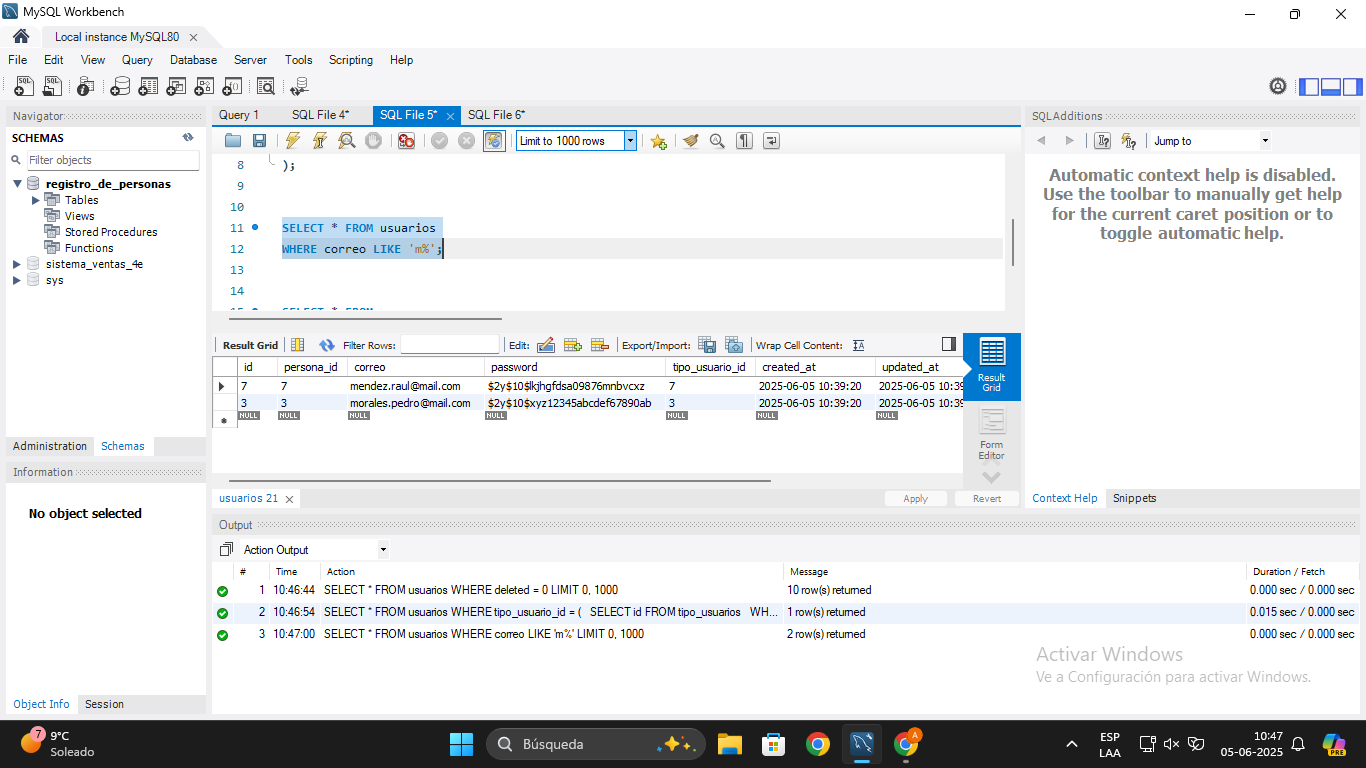 MySQL Workbench
Local instance MySQL80
File Edit View Query Database Server Tools Scripting Help
Navigator
SCHEMAS
Filter objects
registro_de_personas
Tables
Views
Stored Procedures
Functions
sistema_ventas_4e
sys
Administration Schemas
Information
No object selected
Object Info Session
Query 1 SQL File 4* SQL File 5* SQL File 6*
Limit to 1000 rows
8 );
9
10
11 SELECT * FROM usuarios
12 WHERE correo LIKE 'm%';
13
14
15 SELECT * FROM
Result Grid Filter Rows: Edit: Export/Import: Wrap Cell Content:
id persona_id correo password tipo_usuario_id created_at updated_at
7 7 mendez.raul@mail.com $2y$10$lkjhgfdsa09876mnbvcxz 7 2025-06-05 10:39:20 2025-06-05 10:39
3 3 morales.pedro@mail.com $2y$10$xyz12345abcdef67890ab 3 2025-06-05 10:39:20 2025-06-05 10:39
NULL NULL NULL NULL NULL NULL NULL
Result
Grid
Form
Editor
usuarios 21 Apply Revert
SQLAdditions
Jump to
Automatic context help is disabled.
Use the toolbar to manually get help
for the current caret position or to
toggle automatic help.
Context Help Snippets
Output
Action Output
# Time Action Message Duration / Fetch
1 10:46:44 SELECT * FROM usuarios WHERE deleted = 0 LIMIT 0, 1000 10 row(s) returned 0.000 sec / 0.000 sec
2 10:46:54 SELECT * FROM usuarios WHERE tipo_usuario_id = ( SELECT id FROM tipo_usuarios WH... 1 row(s) returned 0.015 sec / 0.000 sec
3 10:47:00 SELECT * FROM usuarios WHERE correo LIKE 'm%' LIMIT 0, 1000 2 row(s) returned 0.000 sec / 0.000 sec
Activar Windows
Ve a Configuración para activar Windows.
7
9°C
Soleado
Búsqueda
A
ESP
LAA
10:47
05-06-2025
PRE